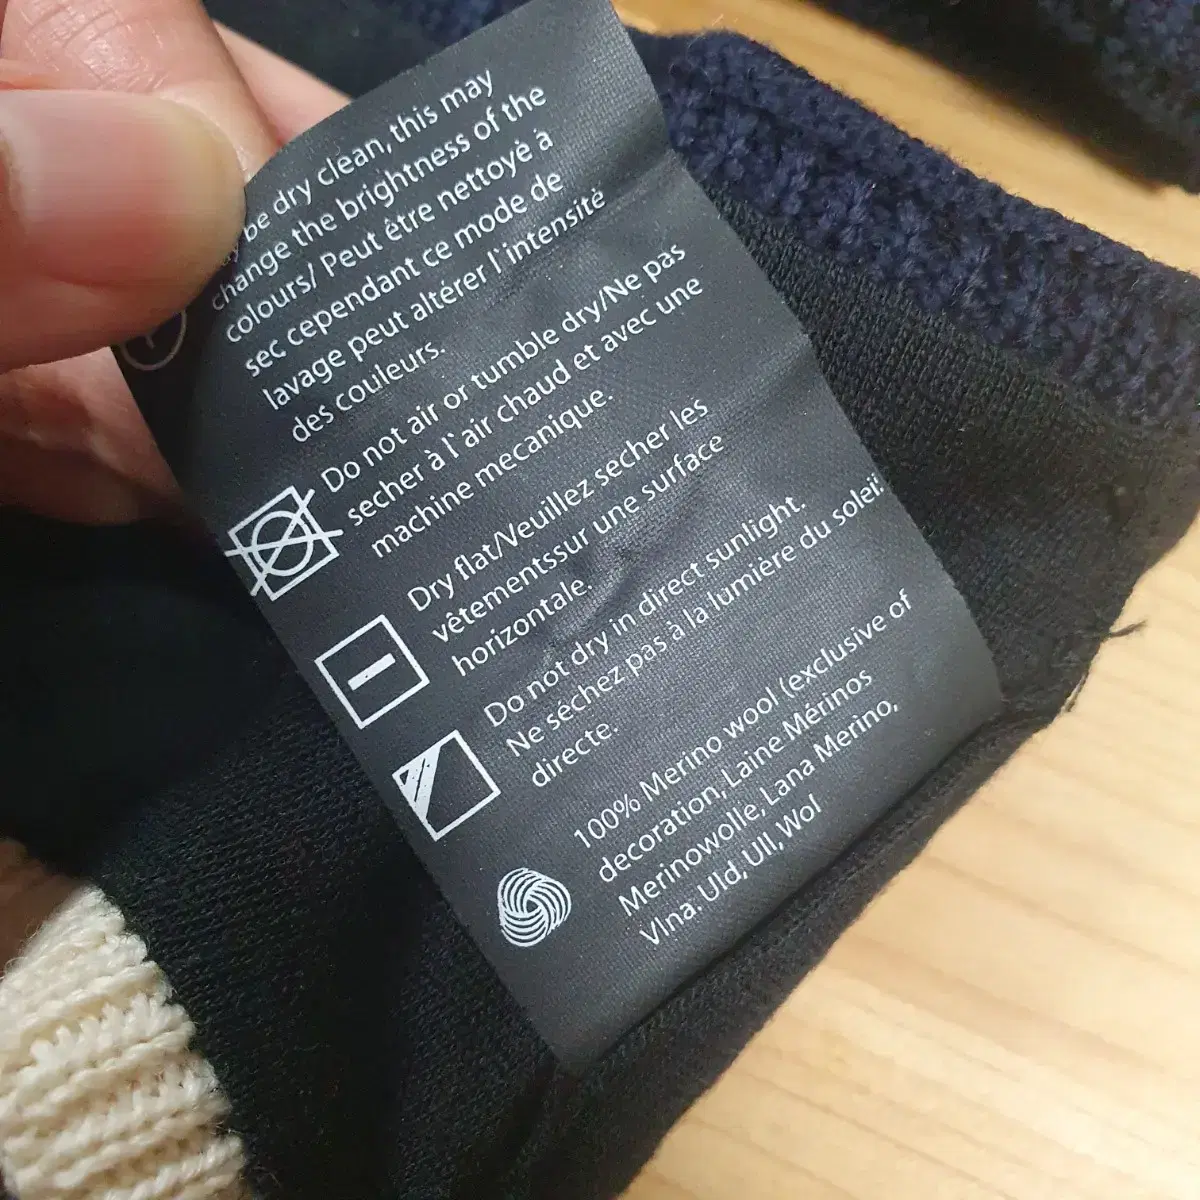 be dry clean, this may
change the brightness of the
colours/ Peut être nettoyè à
sec cependant ce mode de
lavage peut altérer l`intensité
des couleurs.
Do not air or tumble dry/Ne pas
secher à l`air chaud et avec une
machine mecanique.
Dry flat/Veuillez secher les
vêtementssur une surface
horizontale.
Do not dry in direct sunlight.
Ne séchez pas à la lumière du soleil
directe.
100% Merino wool (exclusive of
decoration, Laine Mérinos
Merinowolle, Lana Merino,
Vlna. Uld, Ull, Wol